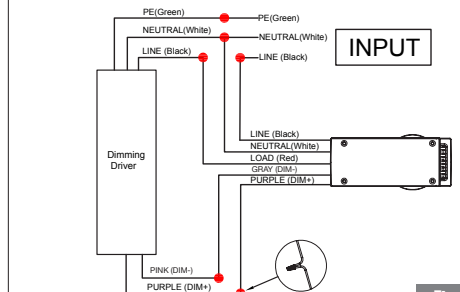 PE(Green)
PE(Green)
NEUTRAL(White)
NEUTRAL(White)
INPUT
LINE (Black)
LINE (Black)
LINE (Black)
NEUTRAL(White)
LOAD (Red)
GRAY (DIM-)
PURPLE (DIM+)
Dimming
Driver
PINK (DIM-)
PURPLE (DIM+)